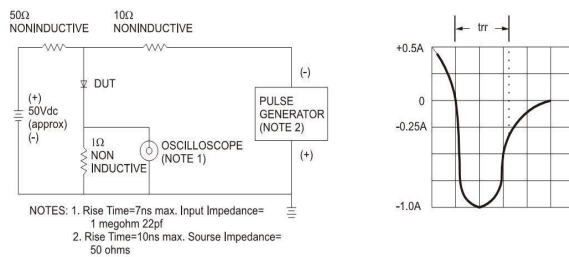 50Ω
NONINDUCTIVE
10Ω
NONINDUCTIVE
DUT
(+)
50Vdc
(approx)
(-)
1Ω
NON
INDUCTIVE
OSCILLOSCOPE
(NOTE 1)
(-)
PULSE
GENERATOR
(NOTE 2)
(+)
NOTES: 1. Rise Time=7ns max. Input Impedance=
1 megohm 22pf
2. Rise Time=10ns max. Sourse Impedance=
50 ohms
trr
+0.5A
0
-0.25A
-1.0A